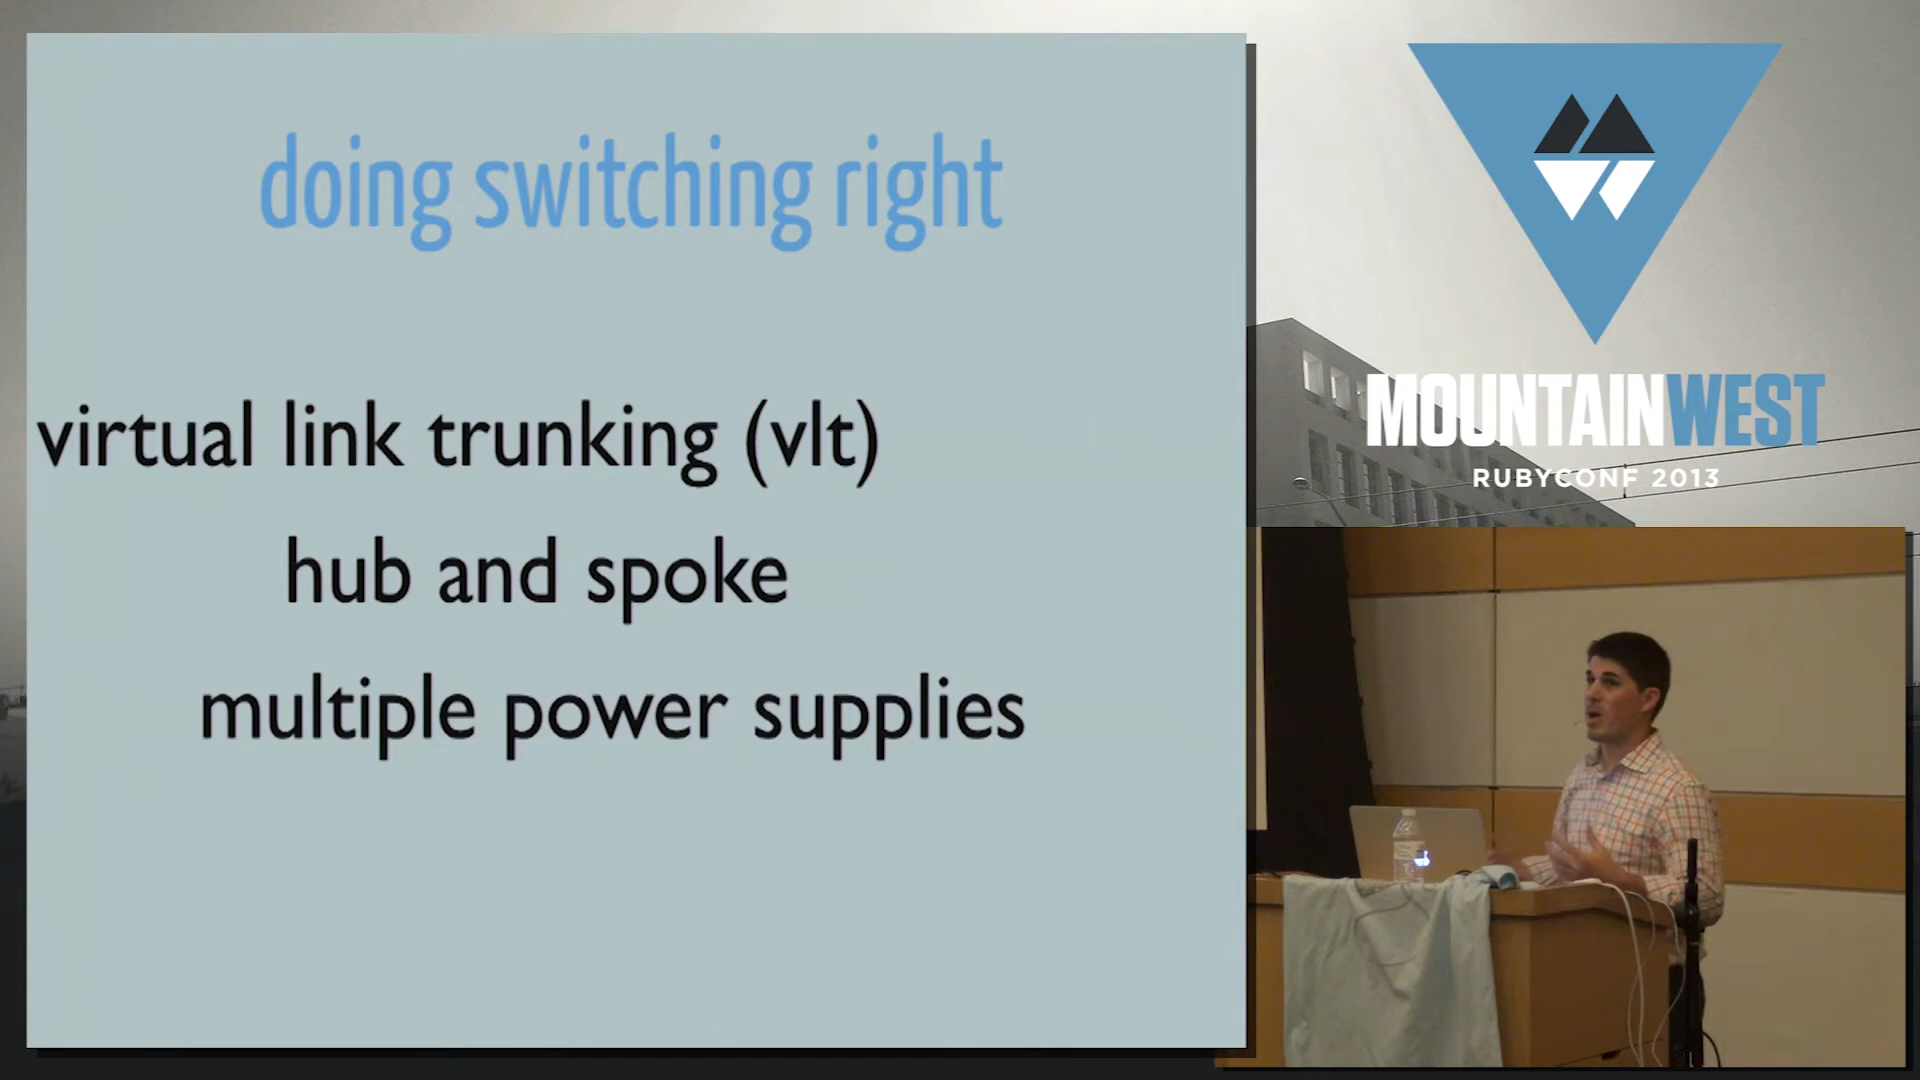 doing switching right
virtual link trunking (vlt)
hub and spoke
multiple power supplies
MOUNTAINWEST
RUBYCONF 2013